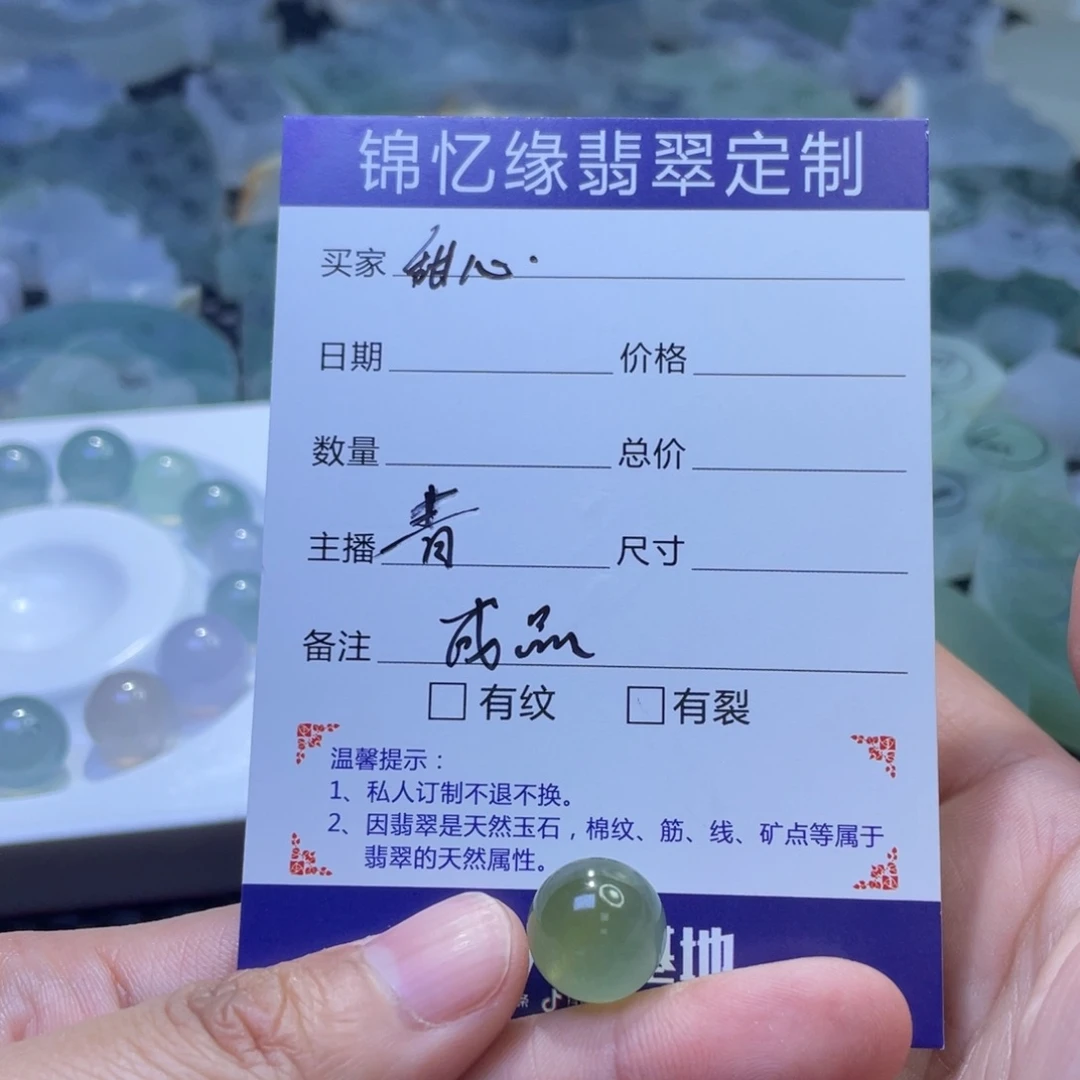 锦忆缘翡翠定制
买家 甜心.
日期 价格
数量 总价
主播 青 尺寸
备注 成品
□有纹 □有裂
温馨提示：
1、私人订制不退不换。
2、因翡翠是天然玉石，棉纹、筋、线、矿点等属于
翡翠的天然属性。
基地